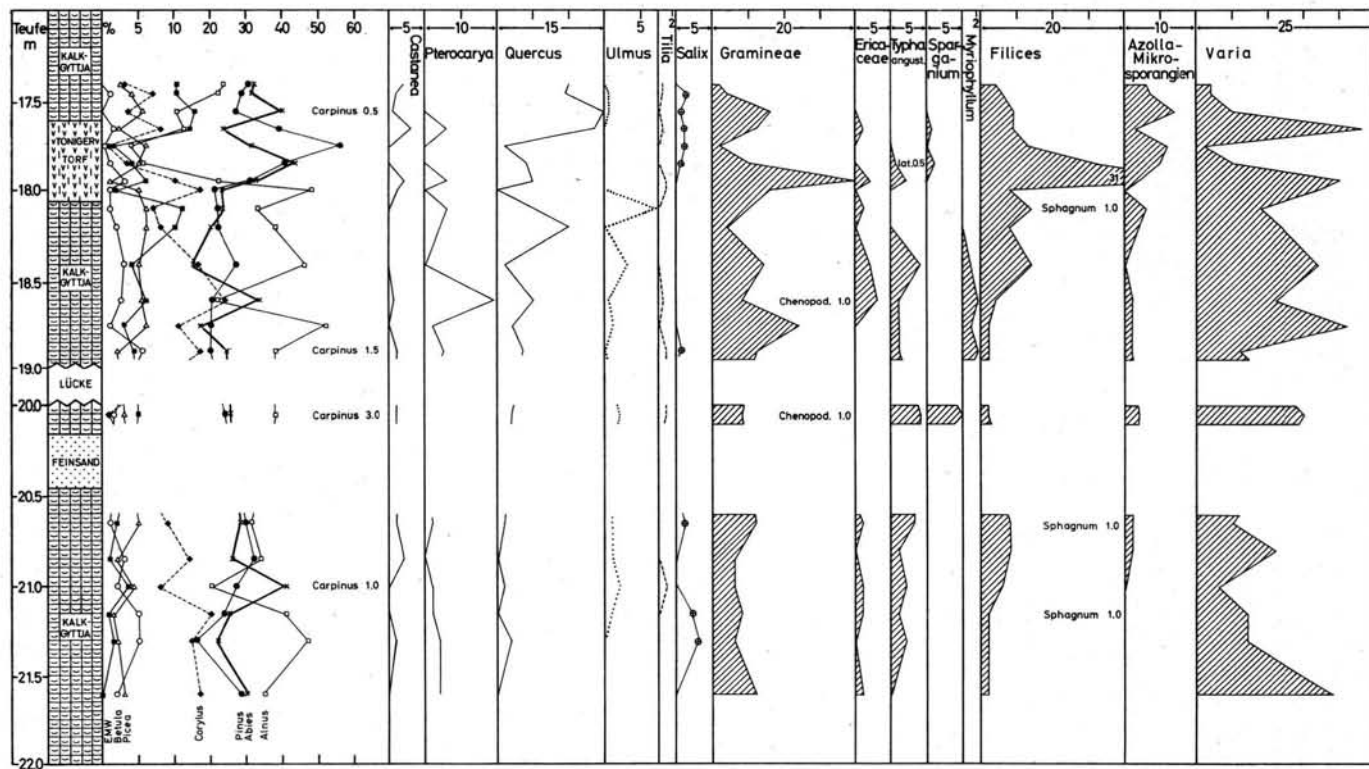 Teufe
m
% 5 10 20 30 40 50 60
5
10
15
5
2
5
20
5
5
5
2
20
10
25
Castanea
Pterocarya
Quercus
Ulmus
Tilia
Salix
Gramineae
Erica-
ceae
Typha
angust.
Spar-
ga-
nium
Myriophyllum
Filices
Azolla-
Mikro-
sporangien
Varia
KALK-
GYTTJA
17.5
Carpinus 0.5
TONIGER
TORF
lat.0.5
31
18.0
Sphagnum 1.0
KALK-
GYTTJA
18.5
Chenopod. 1.0
Carpinus 1.5
19.0
LÜCKE
20.0
Carpinus 3.0
Chenopod. 1.0
FEINSAND
20.5
Sphagnum 1.0
21.0
Carpinus 1.0
Sphagnum 1.0
KALK-
GYTTJA
21.5
EMW
Betula
Picea
Corylus
Pinus
Abies
Alnus
22.0